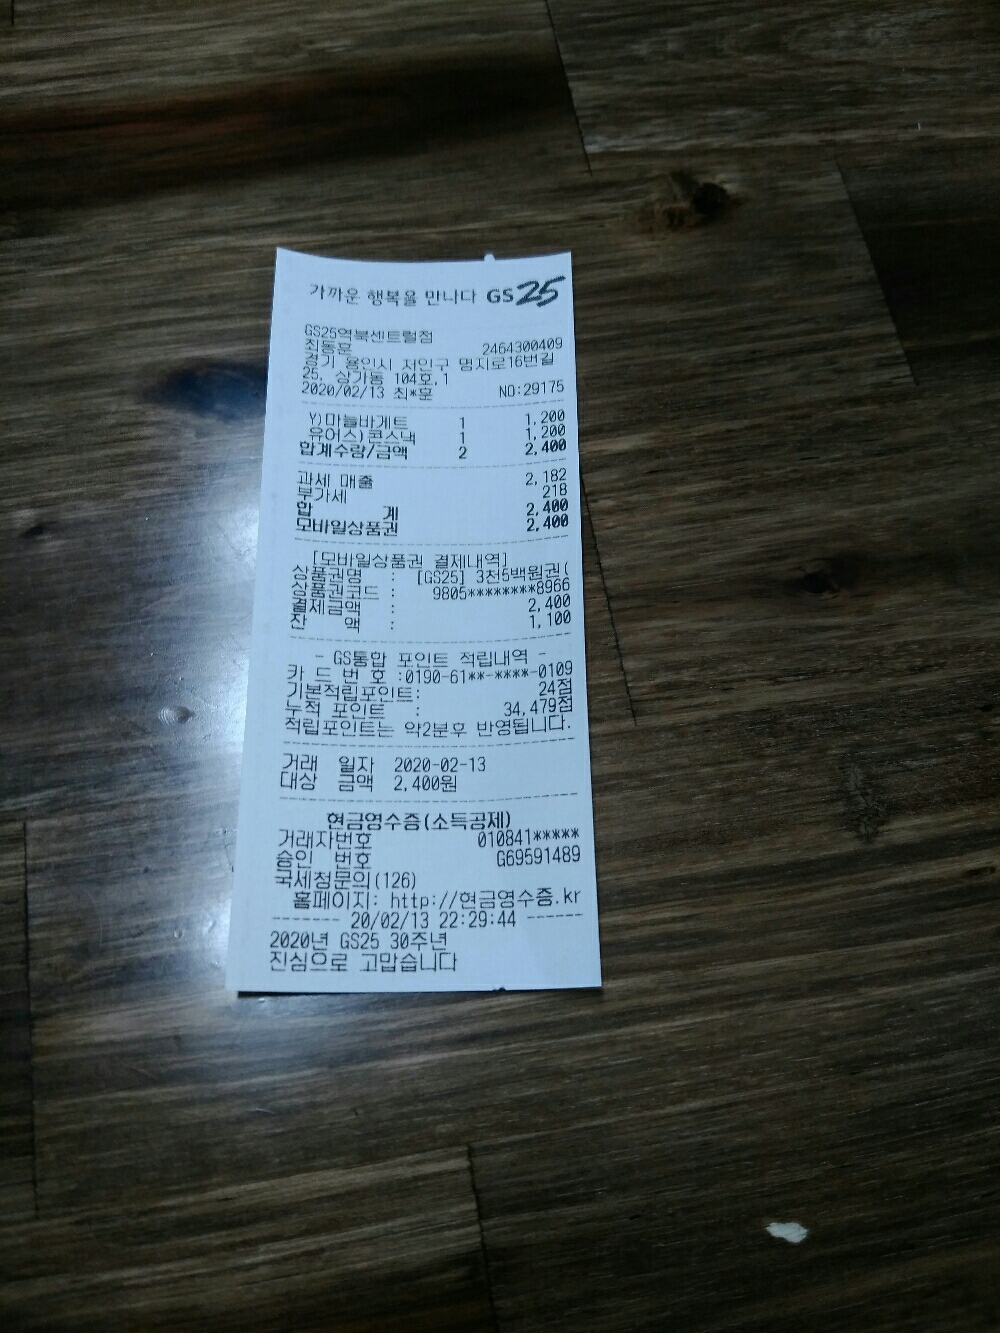 가까운 행복을 만나다 GS25
GS25역북센트럴점
최동훈 2464300409
경기 용인시 처인구 명지로16번길
25, 상가동 104호,1
2020/02/13 최*훈 NO:29175
Y)마늘바게트 1 1,200
유어스)콘스낵 1 1,200
합계수량/금액 2 2,400
과세 매출 2,182
부가세 218
합 계 2,400
모바일상품권 2,400
[모바일상품권 결제내역]
상품권명 : [GS25] 3천5백원권(
상품권코드 : 9805********8966
결제금액 : 2,400
잔 액 : 1,100
- GS통합 포인트 적립내역 -
카 드 번 호 :0190-61**-****-0109
기본적립포인트: 24점
누적 포인트 : 34,479점
적립포인트는 약2분후 반영됩니다.
거래 일자 2020-02-13
대상 금액 2,400원
현금영수증(소득공제)
거래자번호 010841*****
승인 번호 G69591489
국세청문의(126)
홈페이지: http://현금영수증.kr
------- 20/02/13 22:29:44 ------
2020년 GS25 30주년
진심으로 고맙습니다